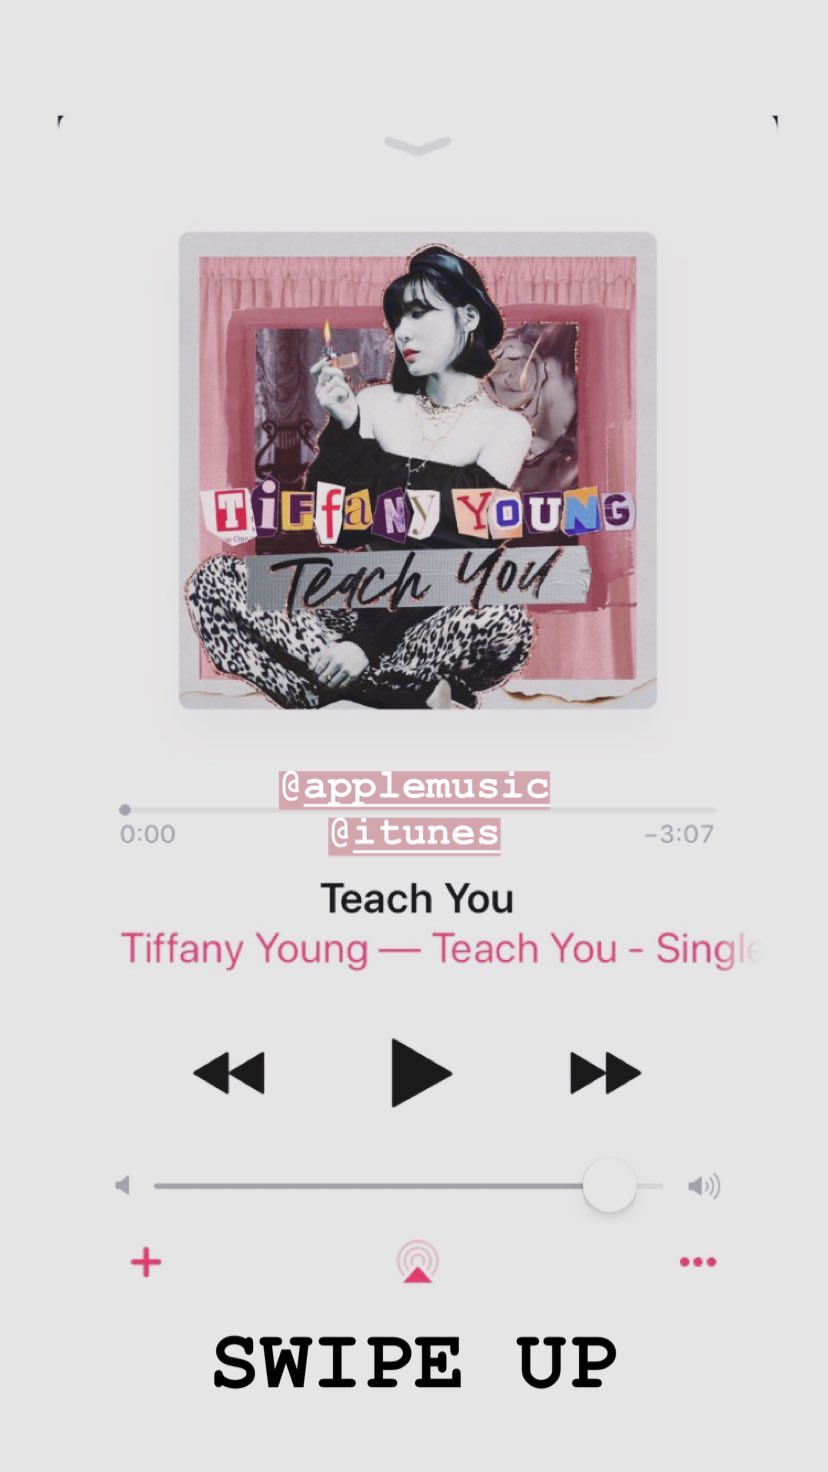 TiFfaNy YOUNG
Teach You
@applemusic
@itunes
0:00
-3:07
Teach You
Tiffany Young — Teach You - Single
SWIPE UP